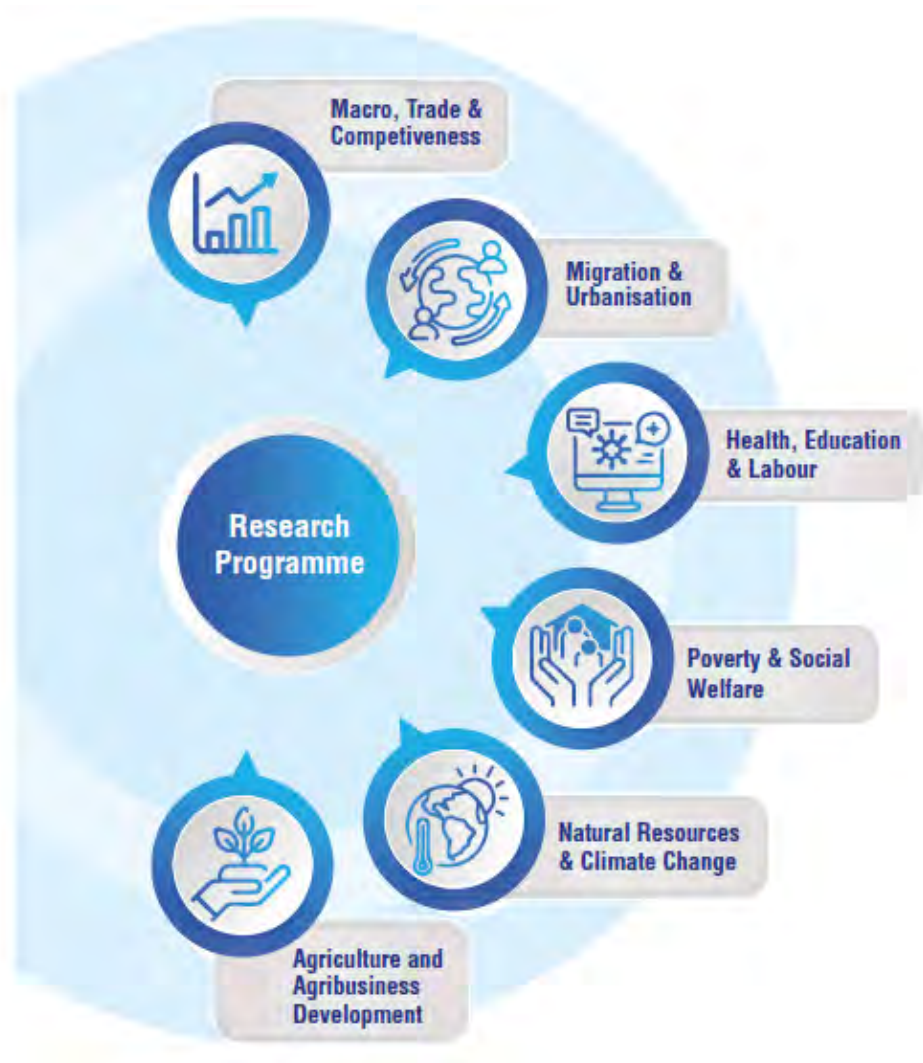 Macro, Trade &
Competiveness
Migration &
Urbanisation
Health, Education
& Labour
Research
Programme
Poverty & Social
Welfare
Natural Resources
& Climate Change
Agriculture and
Agribusiness
Development